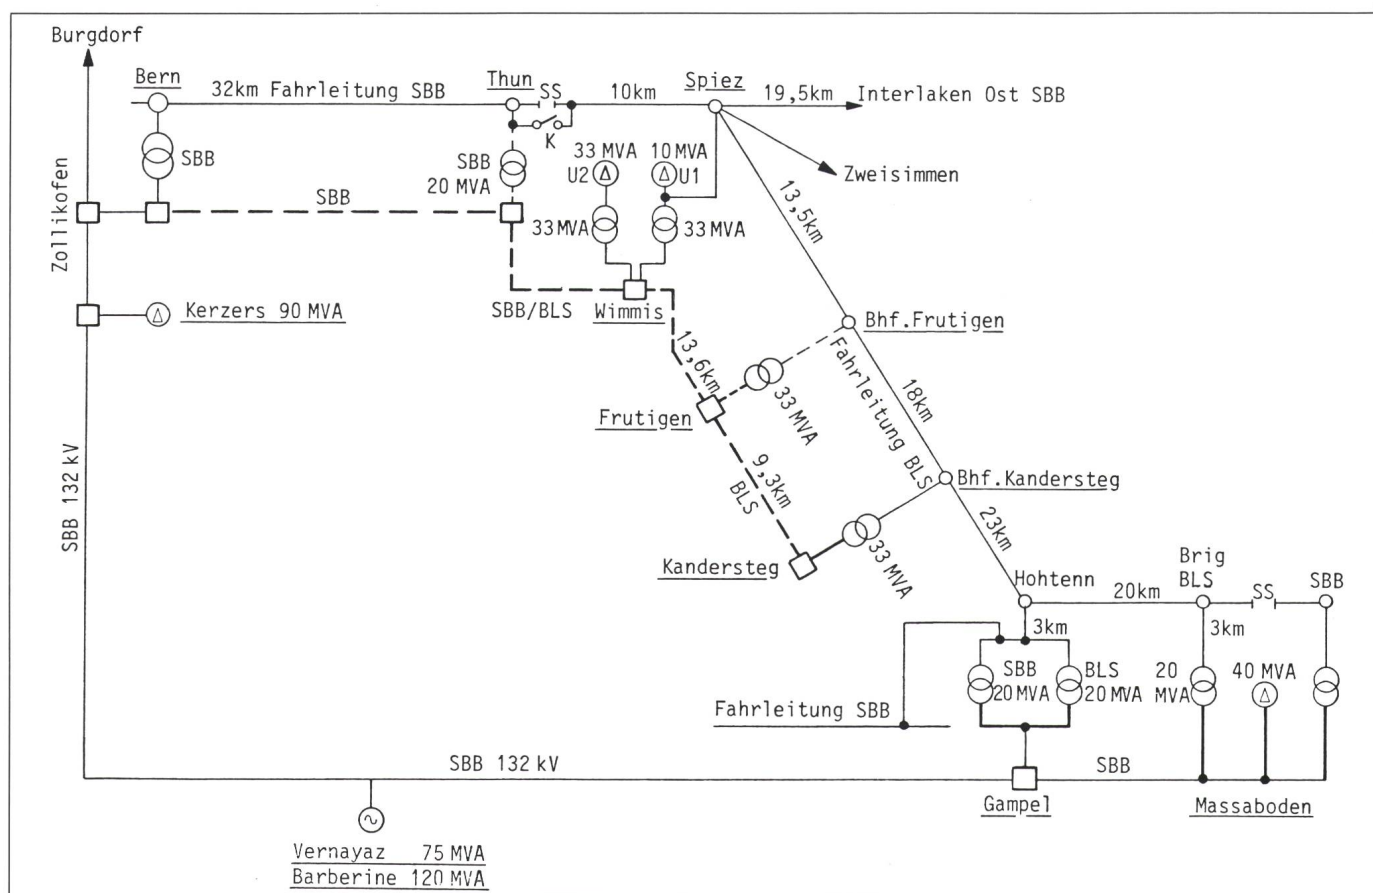 Burgdorf
Bern
32km Fahrleitung SBB
Thun
SS
10km
Spiez
19,5km
Interlaken Ost SBB
K
SBB
SBB
20 MVA
33 MVA
U2
10 MVA
U1
Zweisimmen
SBB
33 MVA
33 MVA
13,5km
Zollikofen
SBB/BLS
Wimmis
Kerzers 90 MVA
Bhf.Frutigen
13,6km
33 MVA
Fahrleitung BLS
18km
Frutigen
9,3km
BLS
Bhf.Kandersteg
SBB 132 kV
33 MVA
23km
Kandersteg
Hohtenn
20km
Brig
BLS
SS
SBB
3km
3km
SBB
20 MVA
BLS
20 MVA
20
MVA
40 MVA
Fahrleitung SBB
SBB 132 kV
SBB
Gampel
Massaboden
Vernayaz 75 MVA
Barberine 120 MVA